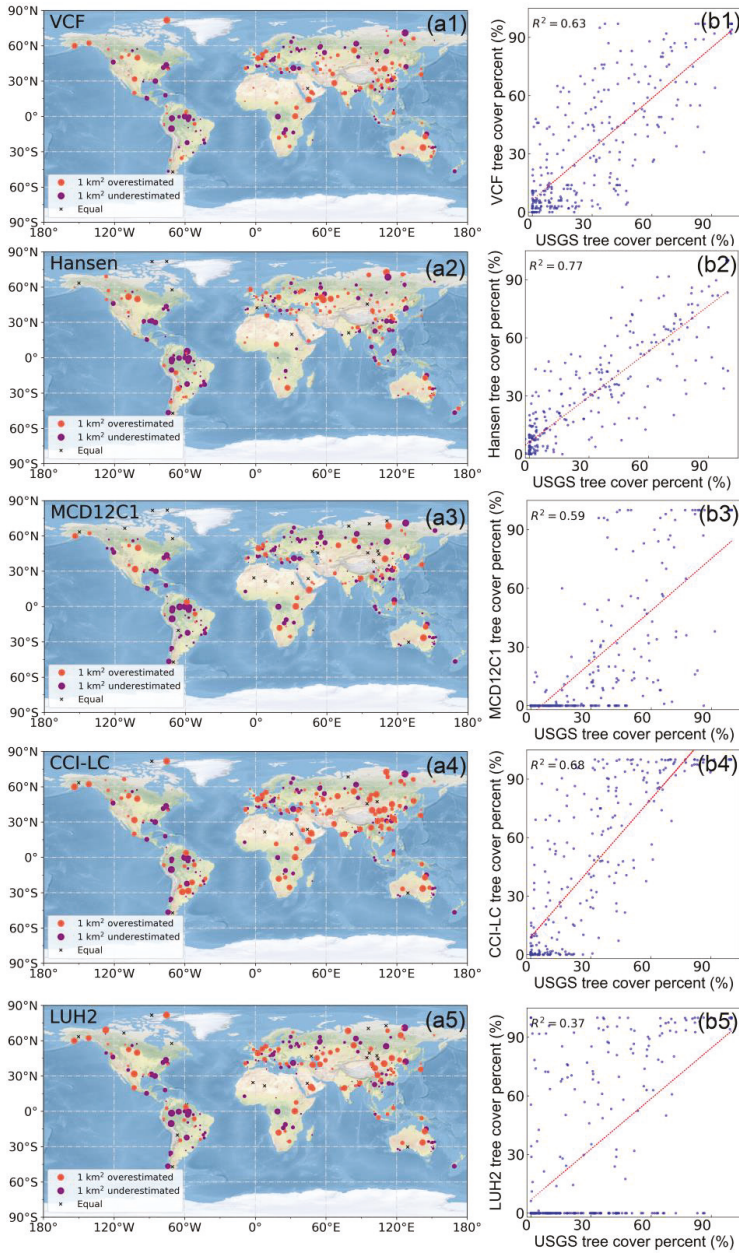 VCF
(a1)
90°N
60°N
30°N
0°
30°S
60°S
90°S
1 km² overestimated
1 km² underestimated
Equal
180° 120°W 60°W 0° 60°E 120°E 180°
(b1)
R² = 0.63
VCF tree cover percent (%)
90
60
30
0
0 30 60 90
USGS tree cover percent (%)
Hansen
(a2)
90°N
60°N
30°N
0°
30°S
60°S
90°S
1 km² overestimated
1 km² underestimated
Equal
180° 120°W 60°W 0° 60°E 120°E 180°
(b2)
R² = 0.77
Hansen tree cover percent (%)
90
60
30
0
0 30 60 90
USGS tree cover percent (%)
MCD12C1
(a3)
90°N
60°N
30°N
0°
30°S
60°S
90°S
1 km² overestimated
1 km² underestimated
Equal
180° 120°W 60°W 0° 60°E 120°E 180°
(b3)
R² = 0.59
MCD12C1 tree cover percent (%)
90
60
30
0
0 30 60 90
USGS tree cover percent (%)
CCI-LC
(a4)
90°N
60°N
30°N
0°
30°S
60°S
90°S
1 km² overestimated
1 km² underestimated
Equal
180° 120°W 60°W 0° 60°E 120°E 180°
(b4)
R² = 0.68
CCI-LC tree cover percent (%)
90
60
30
0
0 30 60 90
USGS tree cover percent (%)
LUH2
(a5)
90°N
60°N
30°N
0°
30°S
60°S
90°S
1 km² overestimated
1 km² underestimated
Equal
180° 120°W 60°W 0° 60°E 120°E 180°
(b5)
R² = 0.37
LUH2 tree cover percent (%)
90
60
30
0
0 30 60 90
USGS tree cover percent (%)